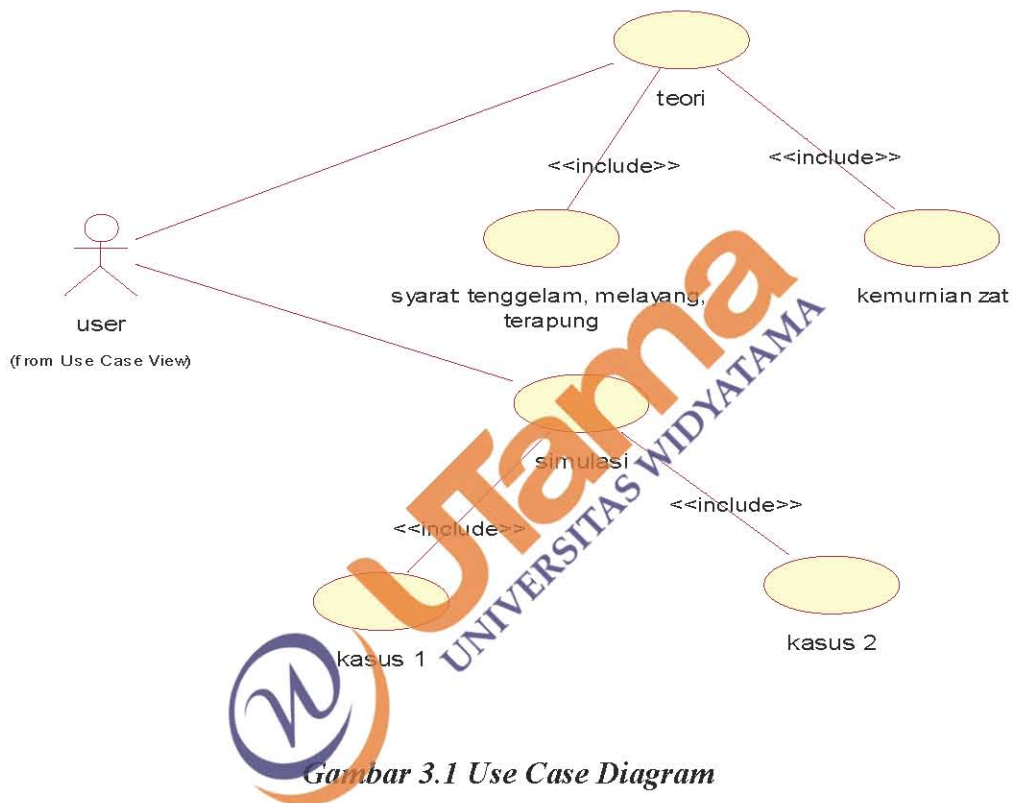 teori
<<include>>
<<include>>
syarat tenggelam, melayang,
terapung
kemurnian zat
user
(from Use Case View)
simulasi
<<include>>
<<include>>
kasus 1
kasus 2
UTama
UNIVERSITAS WIDYATAMA
Gambar 3.1 Use Case Diagram